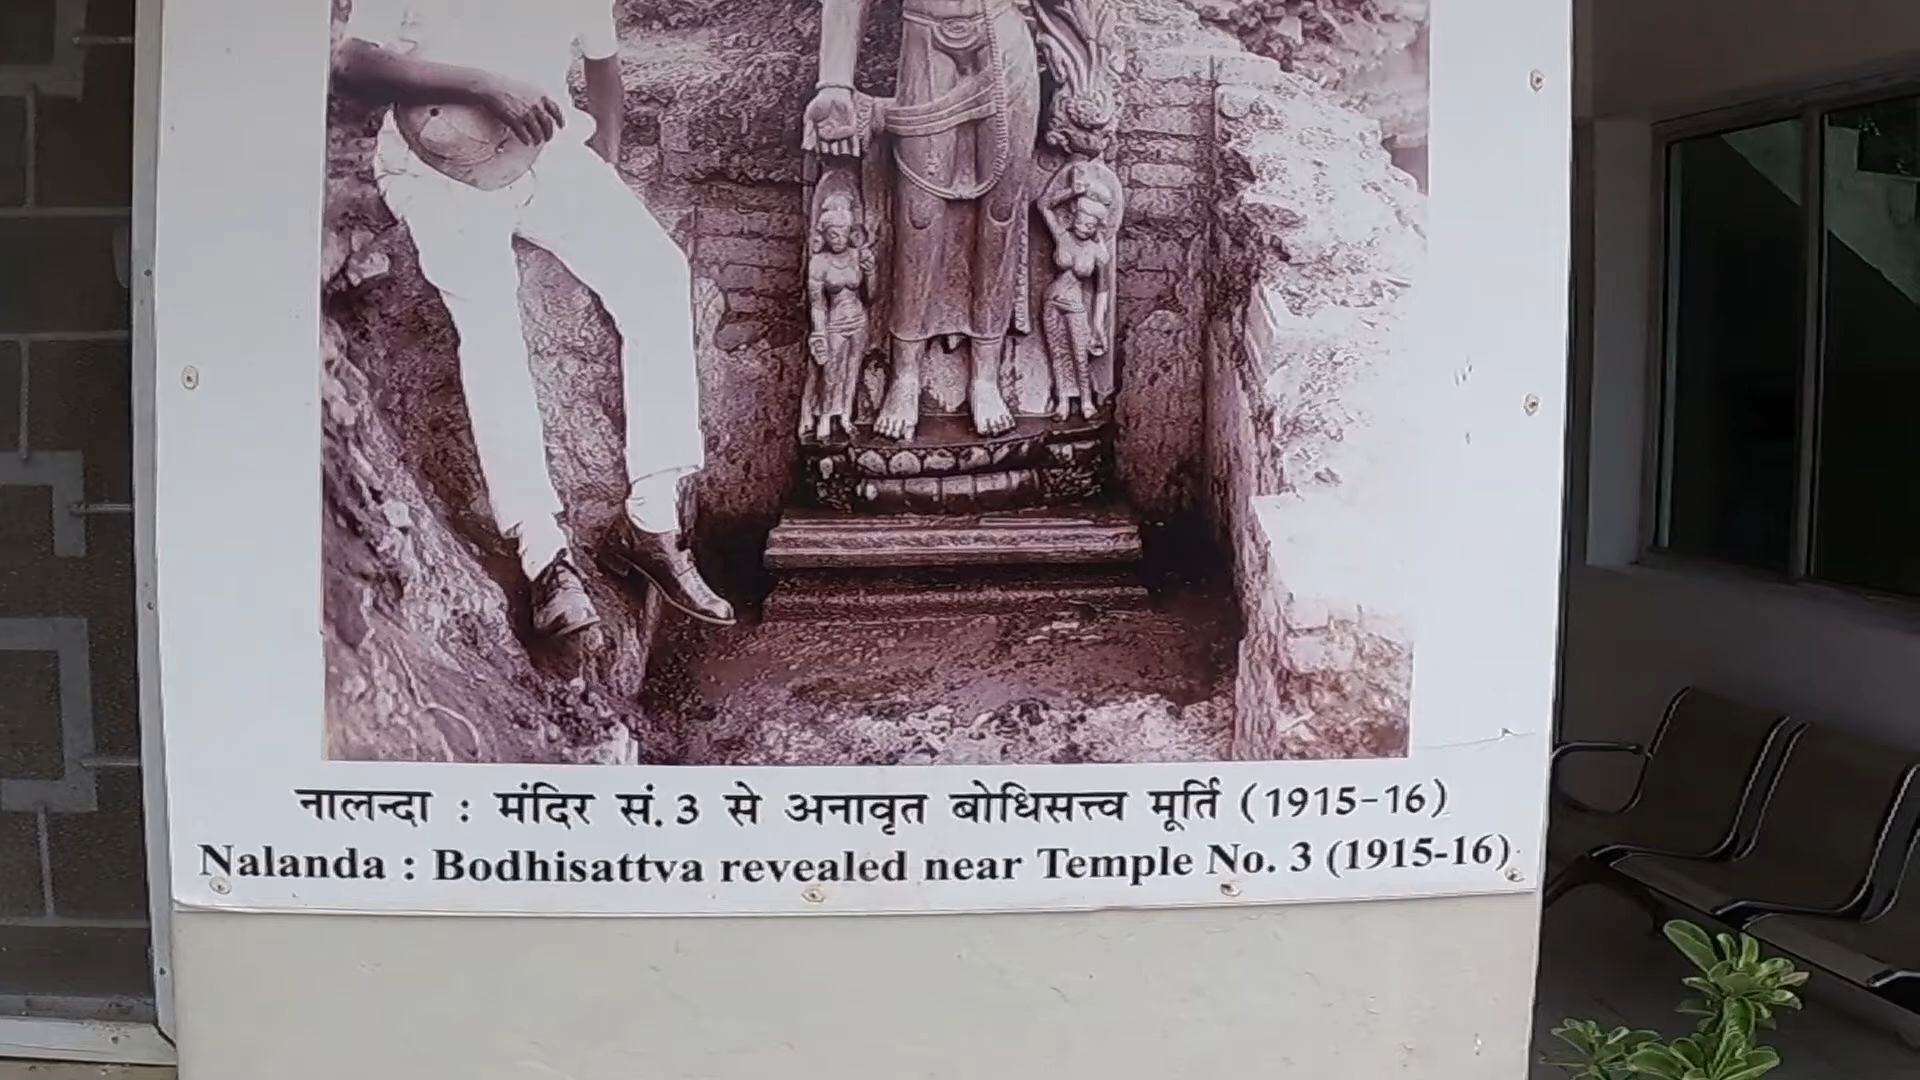 नालन्दा : मंदिर सं. 3 से अनावृत बोधिसत्त्व मूर्ति (1915-16)
Nalanda : Bodhisattva revealed near Temple No. 3 (1915-16)